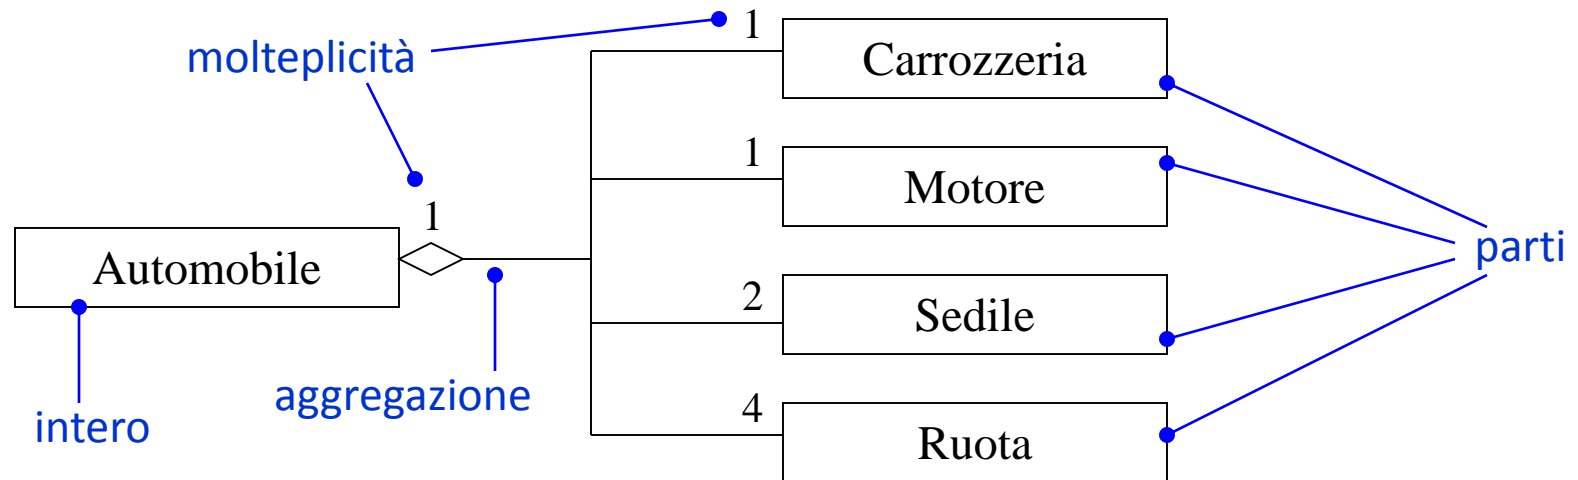 molteplicità
1
Carrozzeria
1
Motore
1
Automobile
parti
2
Sedile
aggregazione
intero
4
Ruota